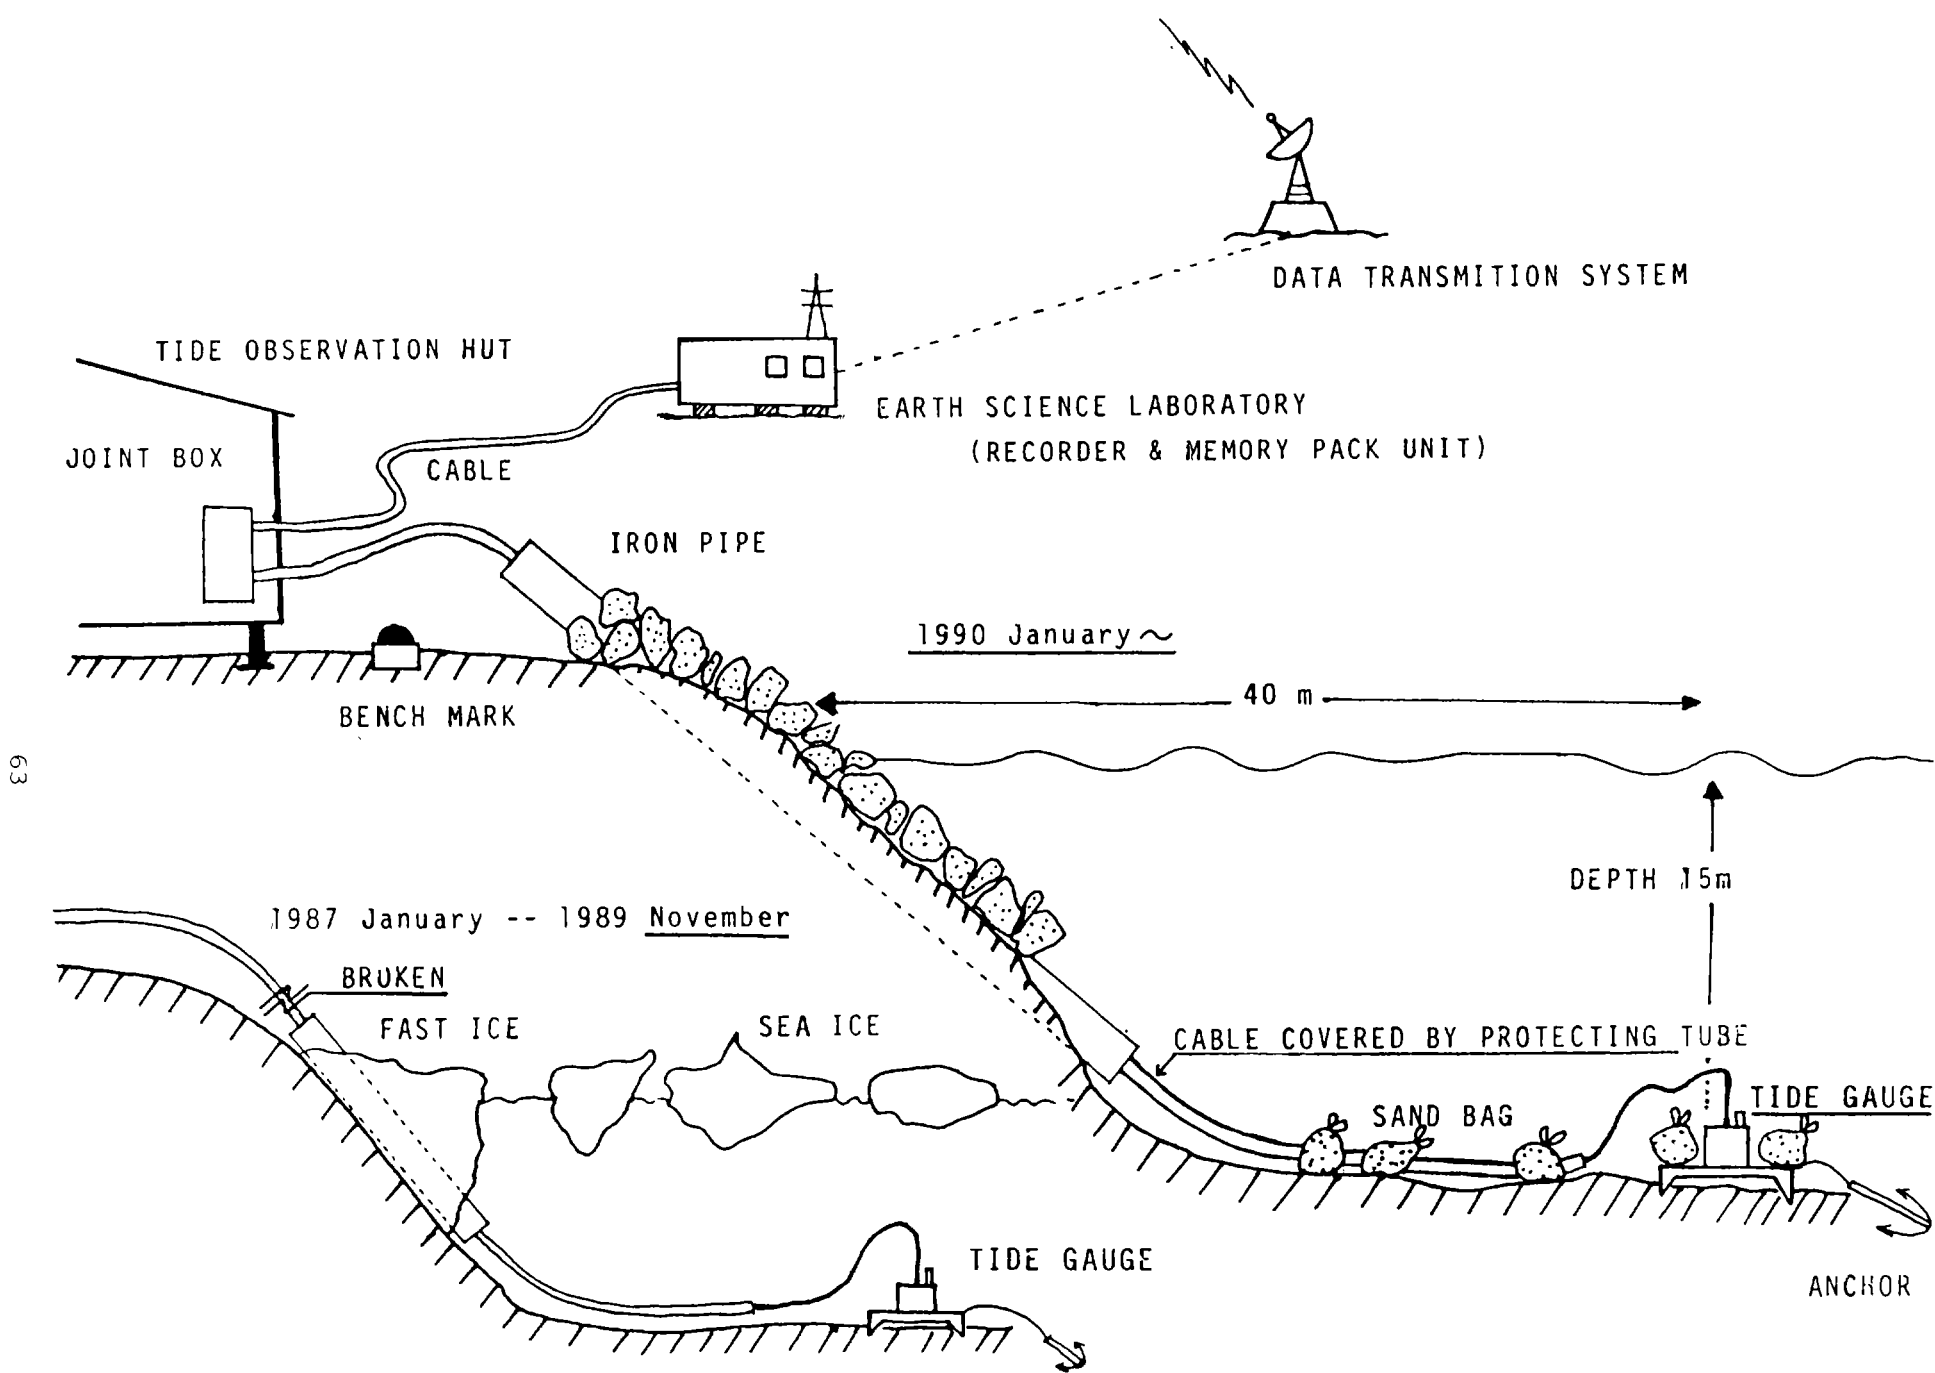 DATA TRANSMITION SYSTEM
TIDE OBSERVATION HUT
EARTH SCIENCE LABORATORY
(RECORDER & MEMORY PACK UNIT)
JOINT BOX
CABLE
IRON PIPE
1990 January~
40 m
BENCH MARK
63
DEPTH 15m
1987 January -- 1989 November
BROKEN
FAST ICE
SEA ICE
CABLE COVERED BY PROTECTING TUBE
SAND BAG
TIDE GAUGE
TIDE GAUGE
ANCHOR